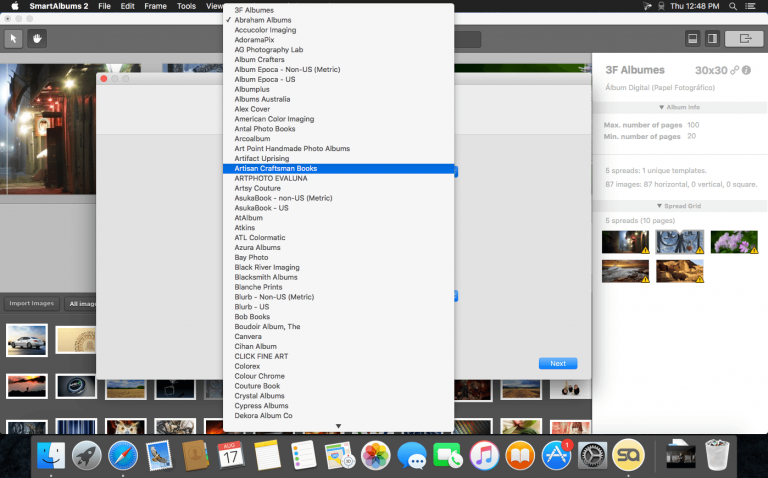 SmartAlbums 2 File Edit Frame Tools Thu 12:48 PM
3F Albumes
✓ Abraham Albums
Accucolor Imaging
AdoramaPix
AG Photography Lab
Album Crafters
Album Epoca - Non-US (Metric)
Album Epoca - US
Albumplus
Albums Australia
Alex Cover
American Color Imaging
Antal Photo Books
Arcoalbum
Art Point Handmade Photo Albums
Artifact Uprising
Artisan Craftsman Books
ARTPHOTO EVALUNA
Artsy Couture
AsukaBook - non-US (Metric)
AsukaBook - US
AtAlbum
Atkins
ATL Colormatic
Azura Albums
Bay Photo
Black River Imaging
Blacksmith Albums
Blanche Prints
Blurb - Non-US (Metric)
Blurb - US
Bob Books
Boudoir Album, The
Canvera
Cihan Album
CLICK FINE ART
Colorex
Colour Chrome
Couture Book
Crystal Albums
Cypress Albums
Dekora Album Co
Next
Import Images
3F Albumes 30x30
Álbum Digital (Papel Fotográfico)
▼ Album Info
Max. number of pages 100
Min. number of pages 20
5 spreads: 1 unique templates.
87 images: 87 horizontal, 0 vertical, 0 square.
▼ Spread Grid
5 spreads (10 pages)
AUG
17
1